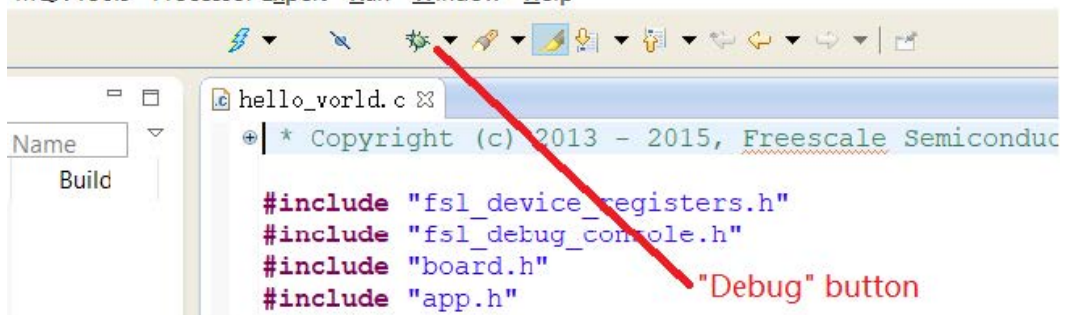 hello_vorld.c
* Copyright (c) 2013 - 2015, Freescale Semiconduc
Name
Build
#include "fsl_device_registers.h"
#include "fsl_debug_console.h"
#include "board.h"
#include "app.h"
"Debug" button